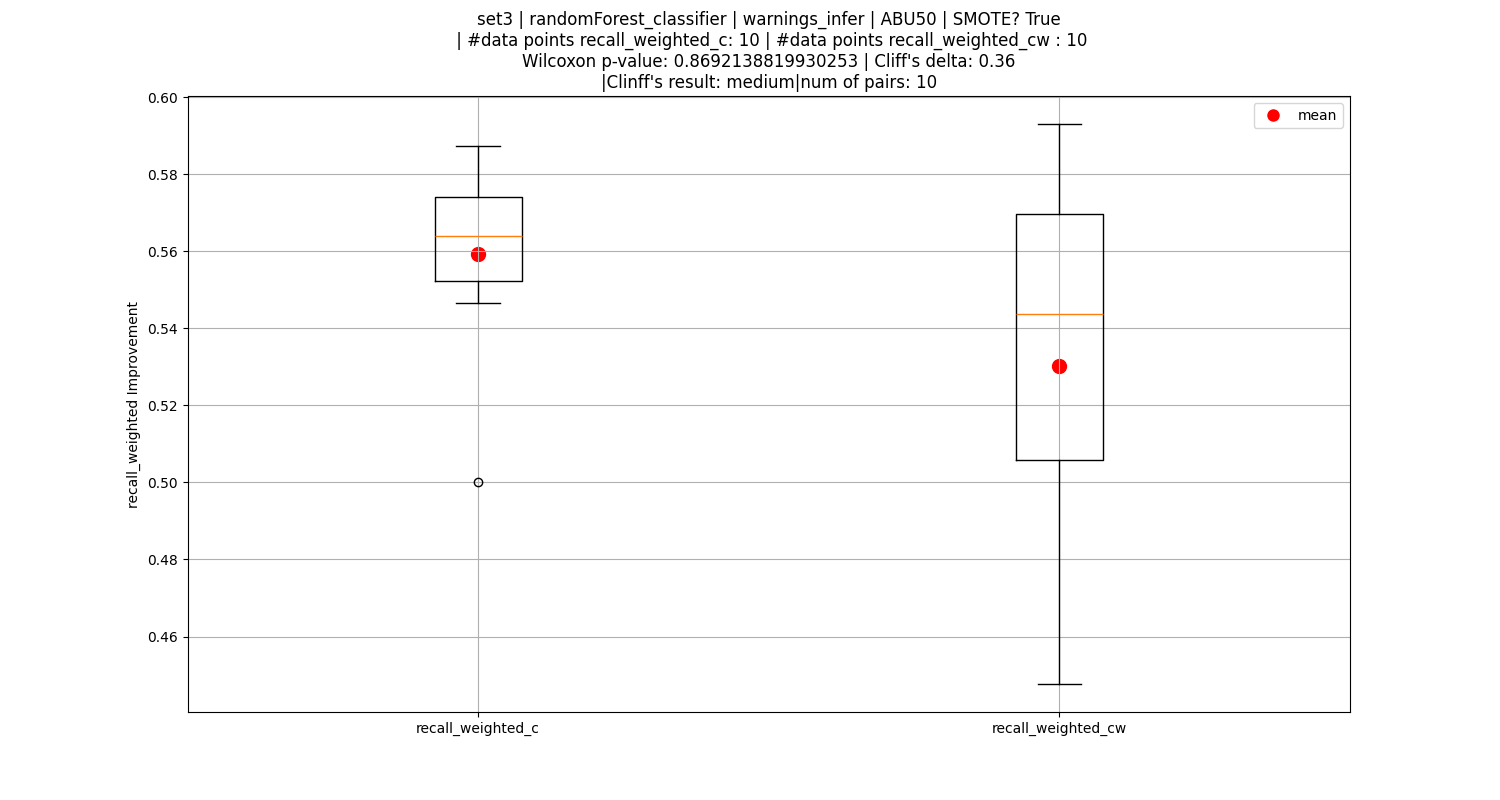 set3 | randomForest_classifier | warnings_infer | ABU50 | SMOTE? True
| #data points recall_weighted_c: 10 | #data points recall_weighted_cw : 10
Wilcoxon p-value: 0.8692138819930253 | Cliff's delta: 0.36
|Clinff's result: medium|num of pairs: 10
mean
recall_weighted Improvement
0.60
0.58
0.56
0.54
0.52
0.50
0.48
0.46
recall_weighted_c
recall_weighted_cw